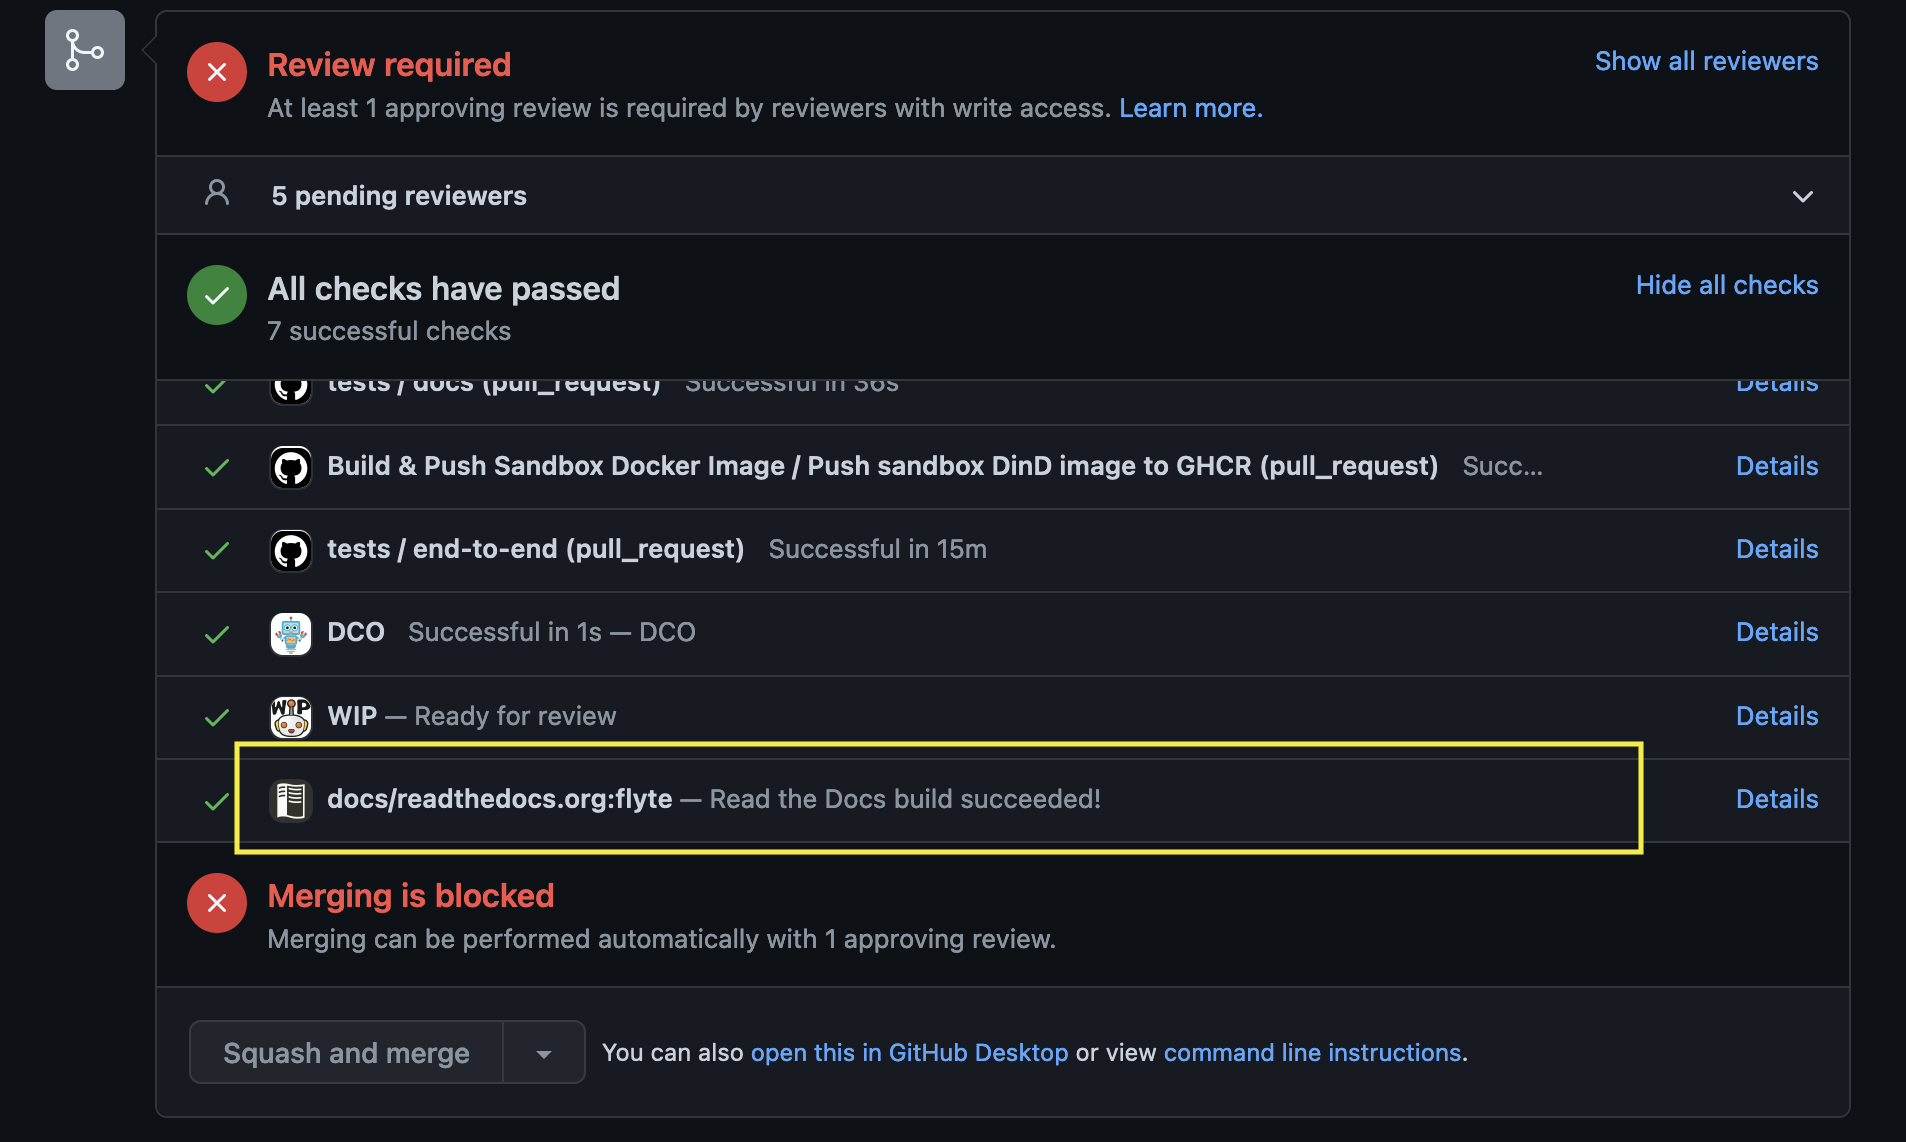 Review required
Show all reviewers
At least 1 approving review is required by reviewers with write access. Learn more.
5 pending reviewers
All checks have passed
Hide all checks
7 successful checks
tests / docs (pull_request) Successful in 36s Details
Build & Push Sandbox Docker Image / Push sandbox DinD image to GHCR (pull_request) Succ... Details
tests / end-to-end (pull_request) Successful in 15m Details
DCO Successful in 1s — DCO Details
WIP WIP — Ready for review Details
docs/readthedocs.org:flyte — Read the Docs build succeeded! Details
Merging is blocked
Merging can be performed automatically with 1 approving review.
Squash and merge You can also open this in GitHub Desktop or view command line instructions.